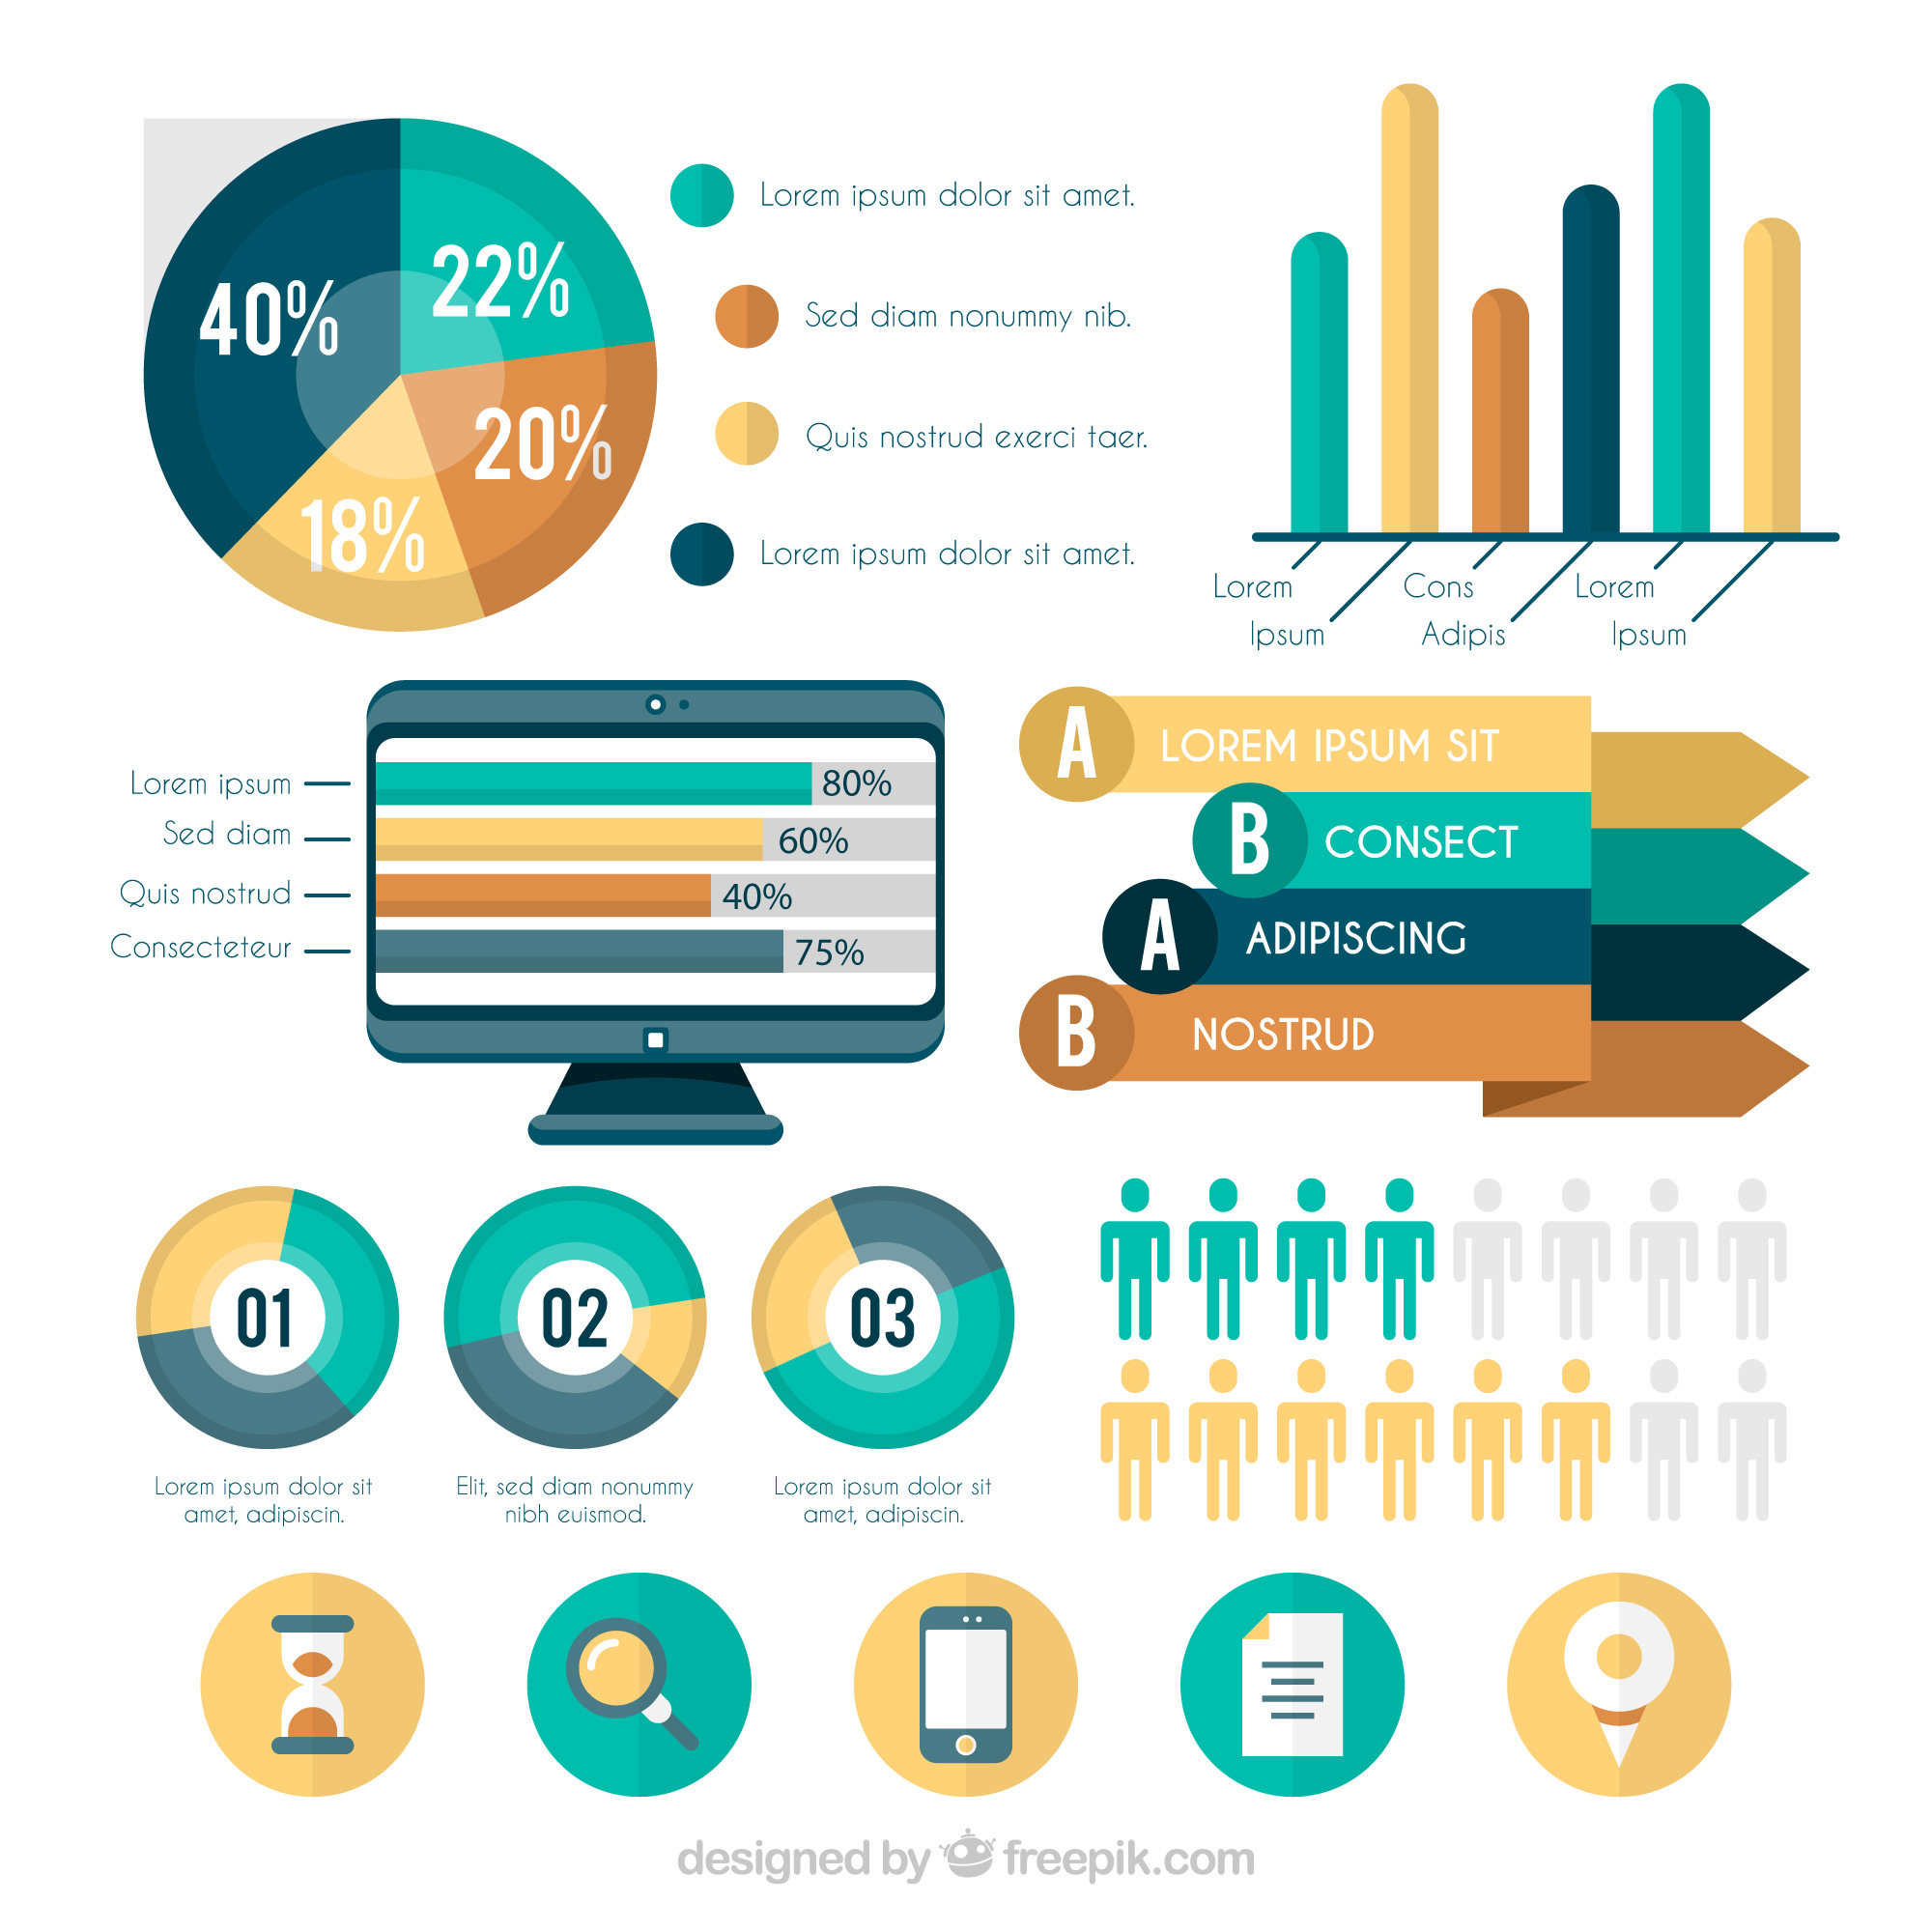 40%
22%
20%
18%
Lorem ipsum dolor sit amet.
Sed diam nonummy nib.
Quis nostrud exerci taer.
Lorem ipsum dolor sit amet.
Lorem
Ipsum
Cons
Adipis
Lorem
Ipsum
Lorem ipsum 80%
Sed diam 60%
Quis nostrud 40%
Consecteteur 75%
A LOREM IPSUM SIT
B CONSECT
A ADIPISCING
B NOSTRUD
01
Lorem ipsum dolor sit
amet, adipiscin.
02
Elit, sed diam nonummy
nibh euismod.
03
Lorem ipsum dolor sit
amet, adipiscin.
designed by freepik.com